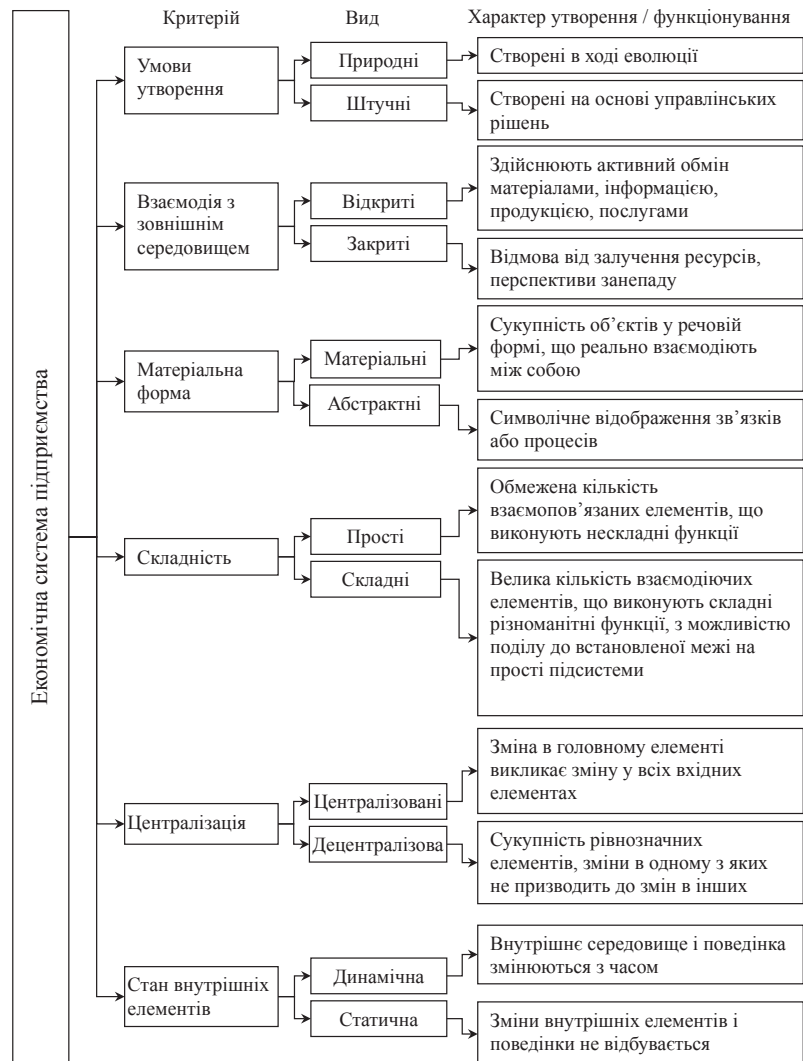 Критерій
Вид
Характер утворення / функціонування
Економічна система підприємства
Умови
утворення
Природні
Створені в ході еволюції
Штучні
Створені на основі управлінських
рішень
Взаємодія з
зовнішнім
середовищем
Відкриті
Здійснюють активний обмін
матеріалами, інформацією,
продукцією, послугами
Закриті
Відмова від залучення ресурсів,
перспективи занепаду
Матеріальна
форма
Матеріальні
Сукупність об’єктів у речовій
формі, що реально взаємодіють
між собою
Абстрактні
Символічне відображення зв’язків
або процесів
Складність
Прості
Обмежена кількість
взаємопов’язаних елементів, що
виконують нескладні функції
Складні
Велика кількість взаємодіючих
елементів, що виконують складні
різноманітні функції, з можливістю
поділу до встановленої межі на
прості підсистеми
Централізація
Централізовані
Зміна в головному елементі
викликає зміну у всіх вхідних
елементах
Децентралізова
Сукупність рівнозначних
елементів, зміни в одному з яких
не призводить до змін в інших
Стан внутрішніх
елементів
Динамічна
Внутрішнє середовище і поведінка
змінюються з часом
Статична
Зміни внутрішніх елементів і
поведінки не відбувається